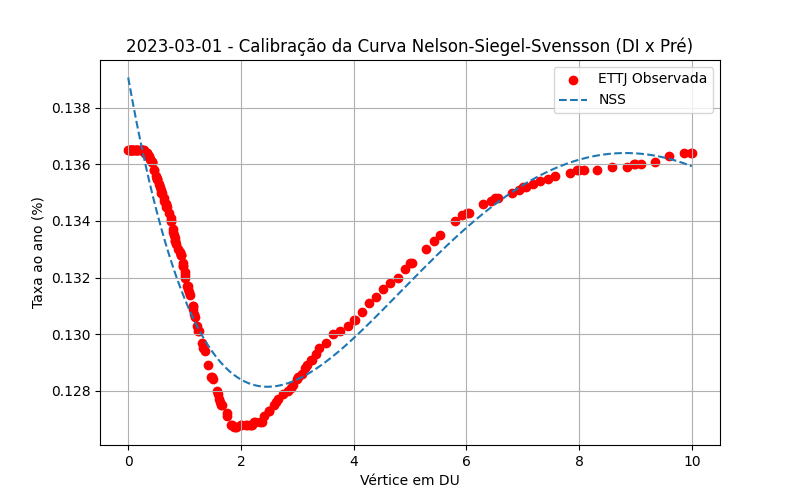 2023-03-01 - Calibração da Curva Nelson-Siegel-Svensson (DI x Pré)
ETTJ Observada
NSS
Taxa ao ano (%)
0.138
0.136
0.134
0.132
0.130
0.128
0 2 4 6 8 10
Vértice em DU